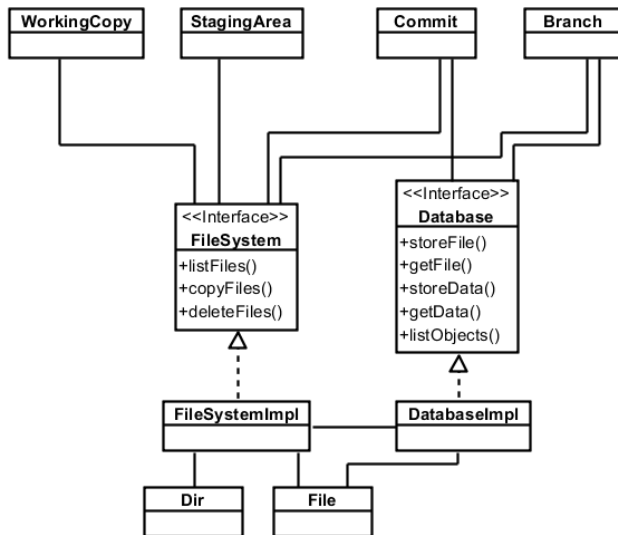 WorkingCopy
StagingArea
Commit
Branch
<<Interface>>
FileSystem
+listFiles()
+copyFiles()
+deleteFiles()
<<Interface>>
Database
+storeFile()
+getFile()
+storeData()
+getData()
+listObjects()
FileSystemImpl
DatabaseImpl
Dir
File